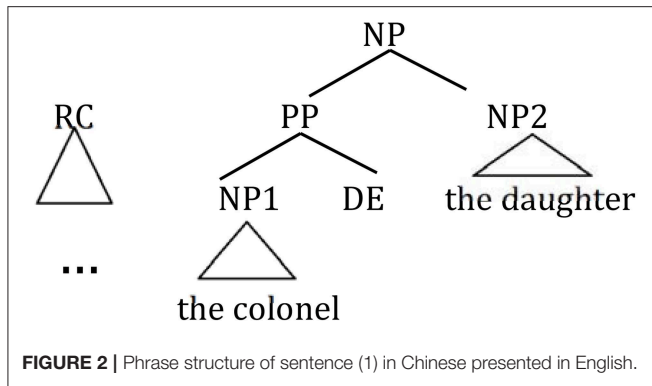 NP
RC PP NP2
NP1 DE the daughter
...
the colonel
FIGURE 2 | Phrase structure of sentence (1) in Chinese presented in English.